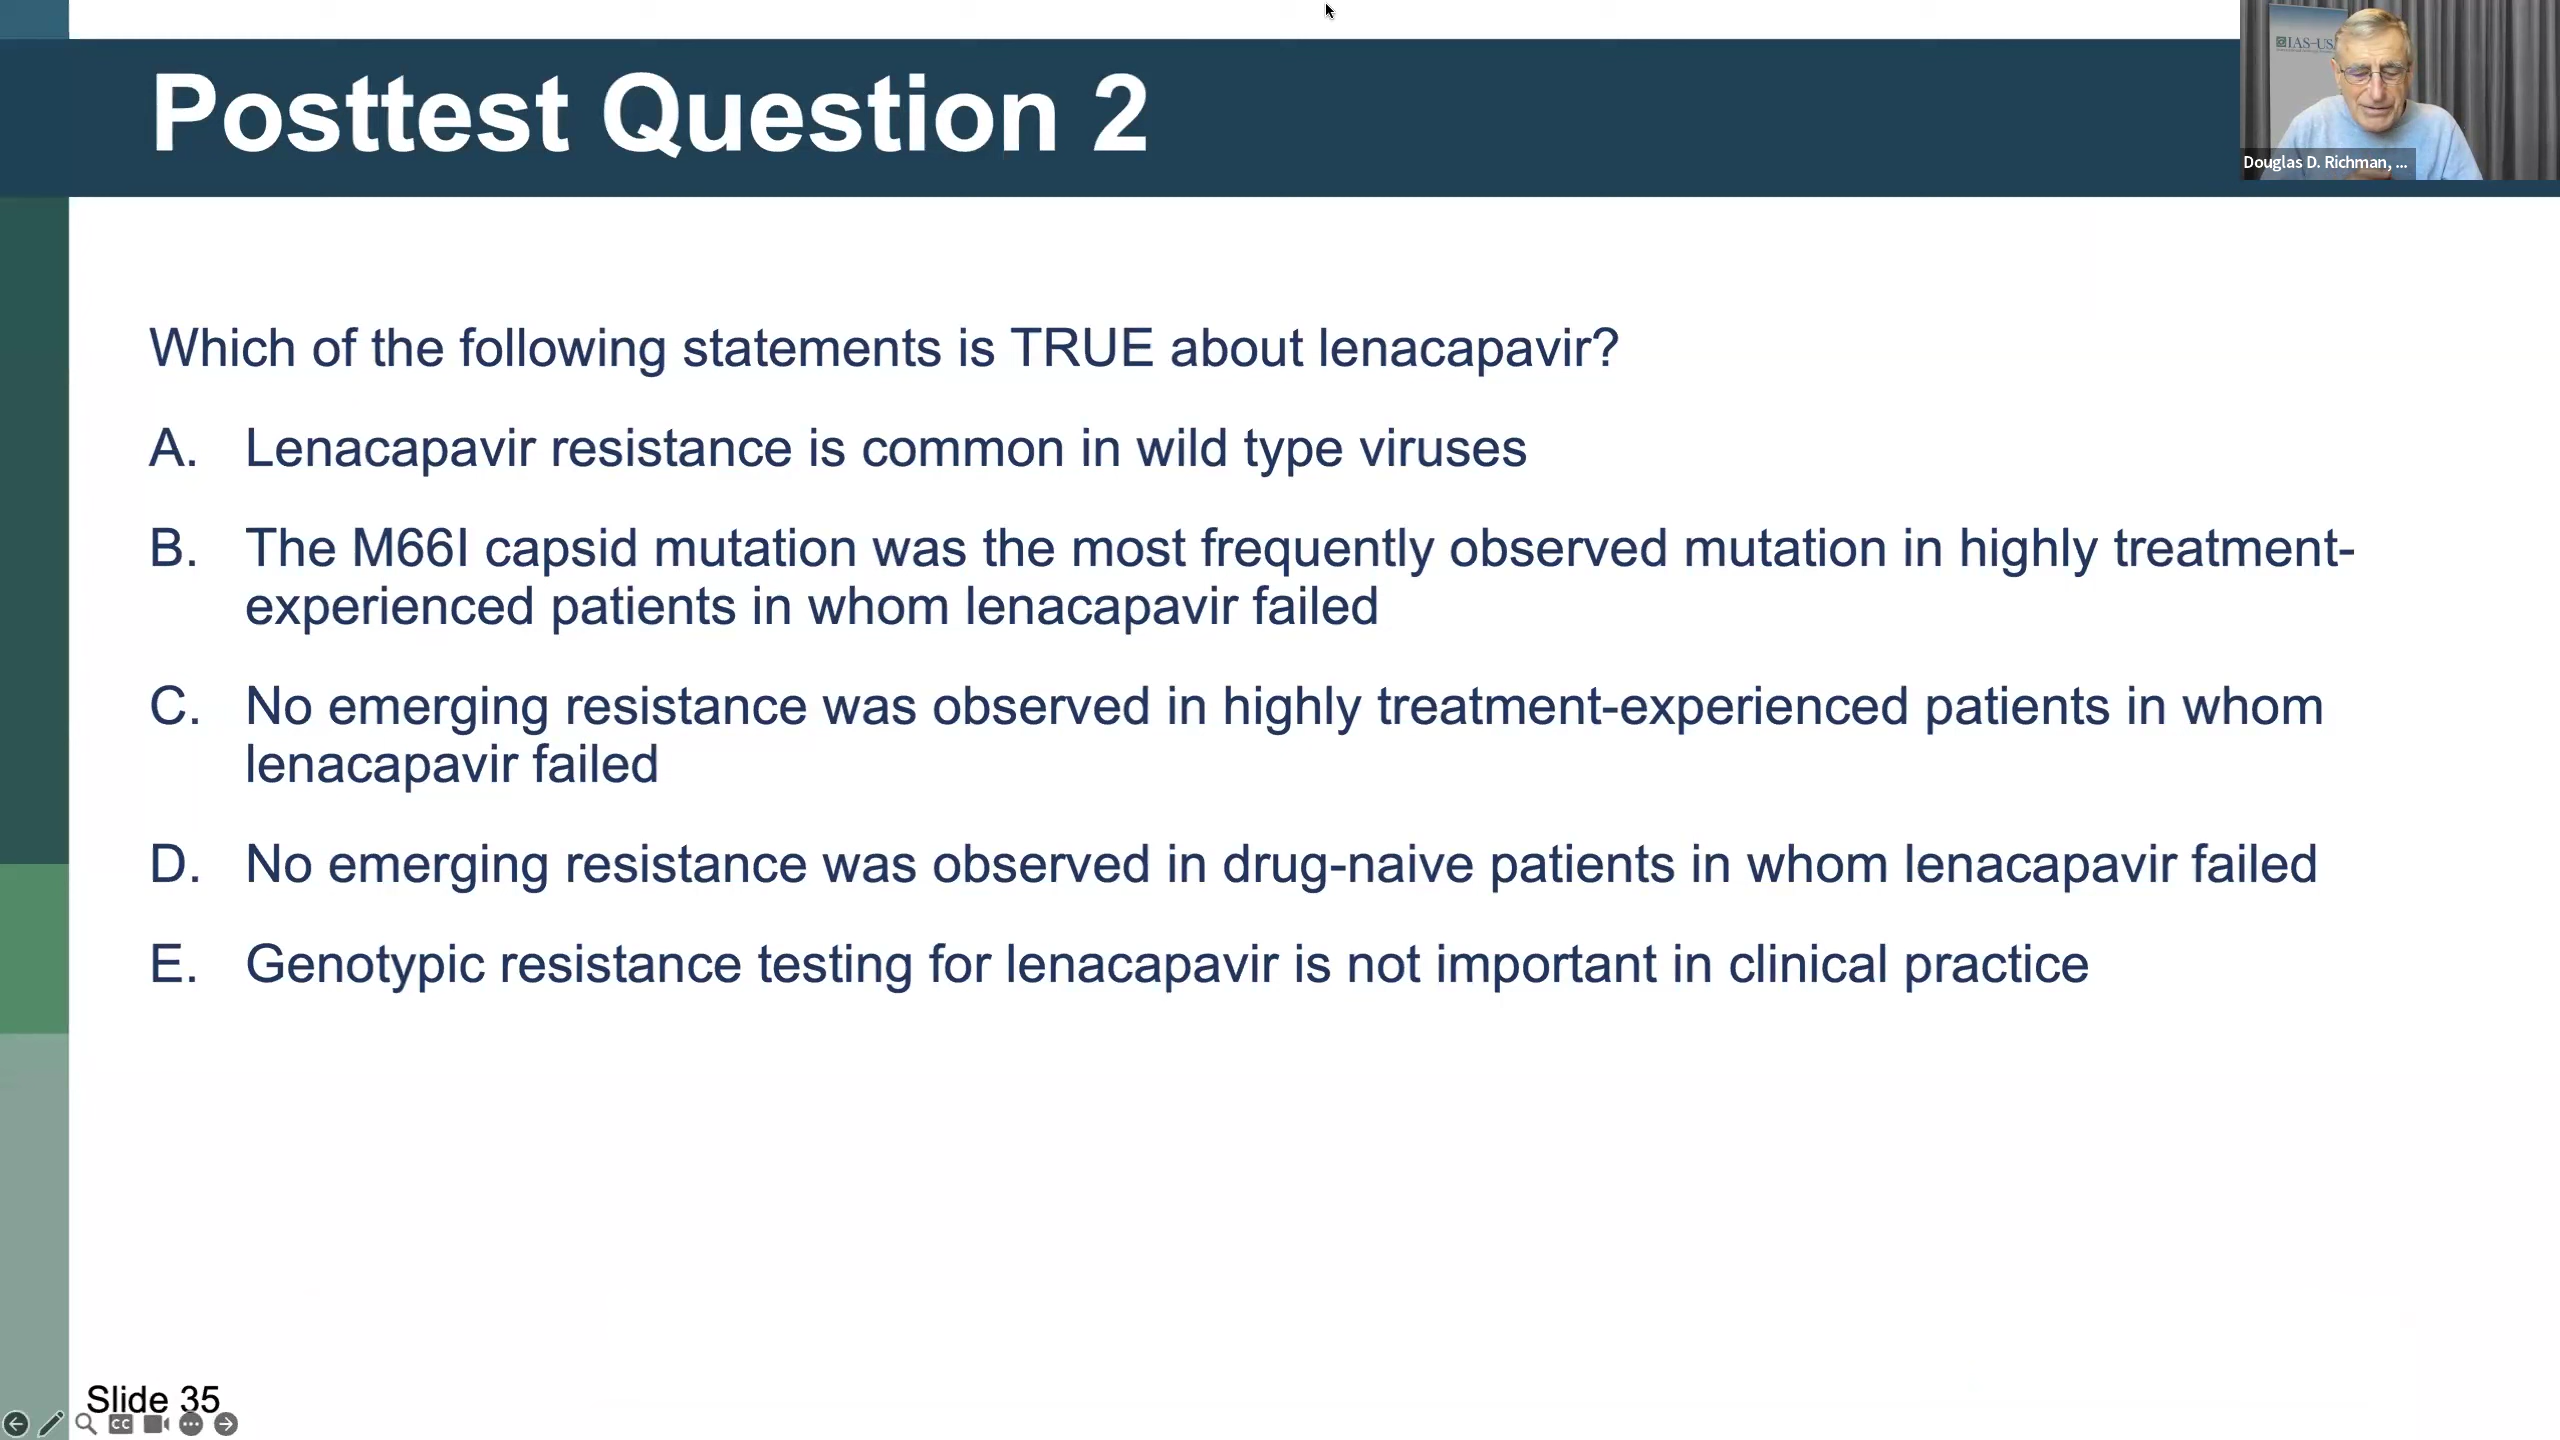 Posttest Question 2
IAS-US
Douglas D. Richman, ...
Which of the following statements is TRUE about lenacapavir?
A. Lenacapavir resistance is common in wild type viruses
B. The M66I capsid mutation was the most frequently observed mutation in highly treatment-
experienced patients in whom lenacapavir failed
C. No emerging resistance was observed in highly treatment-experienced patients in whom
lenacapavir failed
D. No emerging resistance was observed in drug-naive patients in whom lenacapavir failed
E. Genotypic resistance testing for lenacapavir is not important in clinical practice
Slide 35
CC